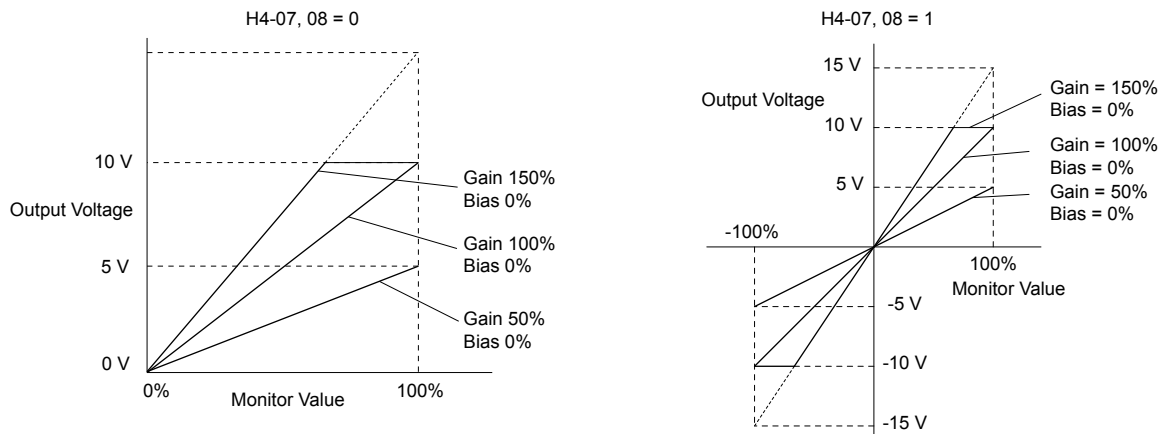 H4-07, 08 = 0
10 V
Output Voltage
5 V
0 V
0%
Monitor Value
100%
Gain 150%
Bias 0%
Gain 100%
Bias 0%
Gain 50%
Bias 0%
H4-07, 08 = 1
Output Voltage
15 V
10 V
5 V
Gain = 150%
Bias = 0%
Gain = 100%
Bias = 0%
Gain = 50%
Bias = 0%
-100%
100%
Monitor Value
-5 V
-10 V
-15 V